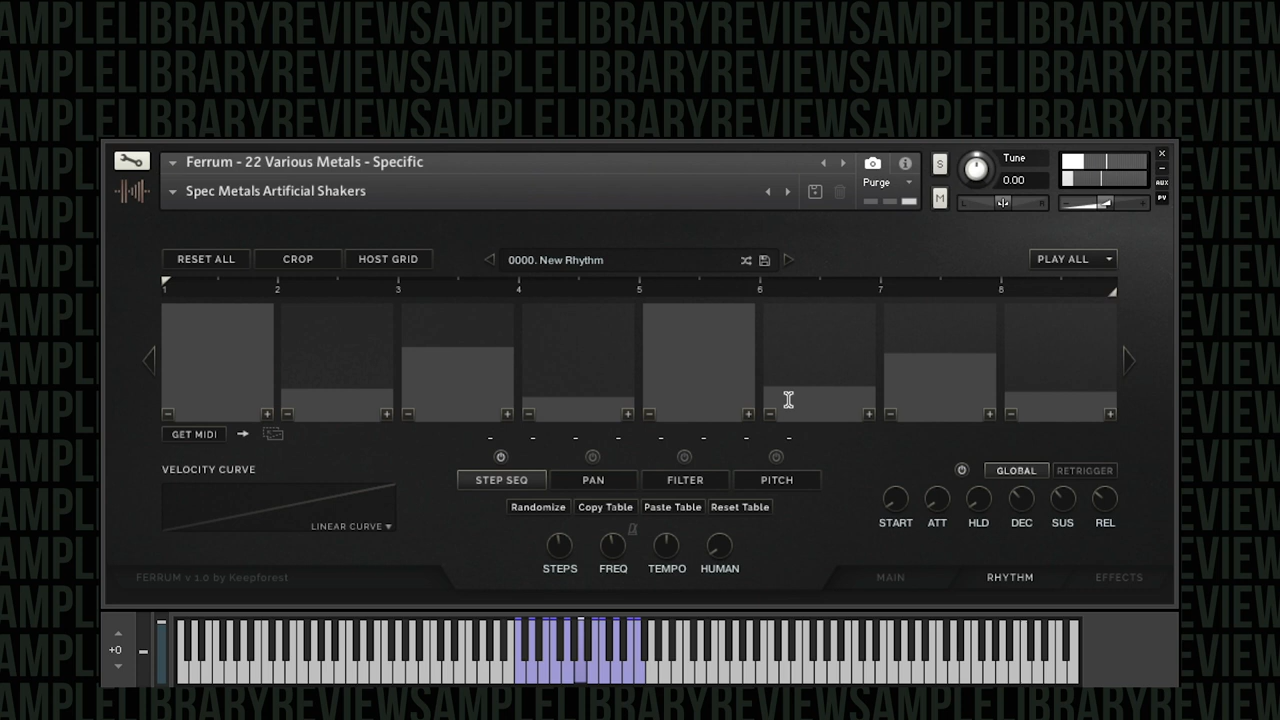 SAMPLELIBRARYREVIEWS
Ferrum - 22 Various Metals - Specific
Spec Metals Artificial Shakers
Purge
S
M
Tune
0.00
L
R
AUX
PV
RESET ALL
CROP
HOST GRID
0000. New Rhythm
PLAY ALL
1 2 3 4 5 6 7 8
GET MIDI
VELOCITY CURVE
LINEAR CURVE
STEP SEQ
PAN
FILTER
PITCH
Randomize
Copy Table
Paste Table
Reset Table
STEPS
FREQ
TEMPO
HUMAN
GLOBAL
RETRIGGER
START
ATT
HLD
DEC
SUS
REL
FERRUM v 1.0 by Keepforest
MAIN
RHYTHM
EFFECTS
+0